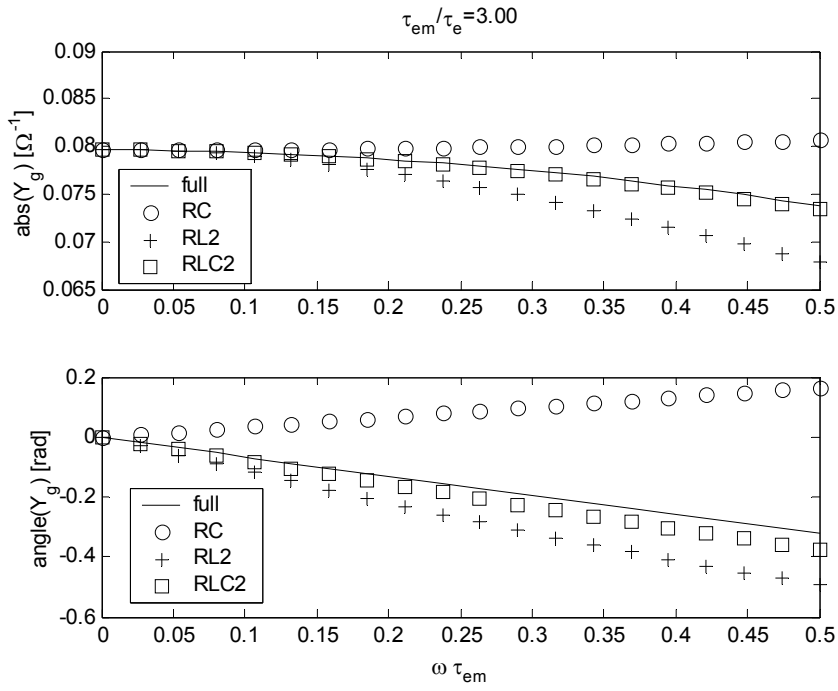 τem/τe=3.00
abs(Yg) [Ω-1]
0.09
0.085
0.08
0.075
0.07
0.065
full
RC
RL2
RLC2
0 0.05 0.1 0.15 0.2 0.25 0.3 0.35 0.4 0.45 0.5
angle(Yg) [rad]
0.2
0
-0.2
-0.4
-0.6
full
RC
RL2
RLC2
0 0.05 0.1 0.15 0.2 0.25 0.3 0.35 0.4 0.45 0.5
ω τem